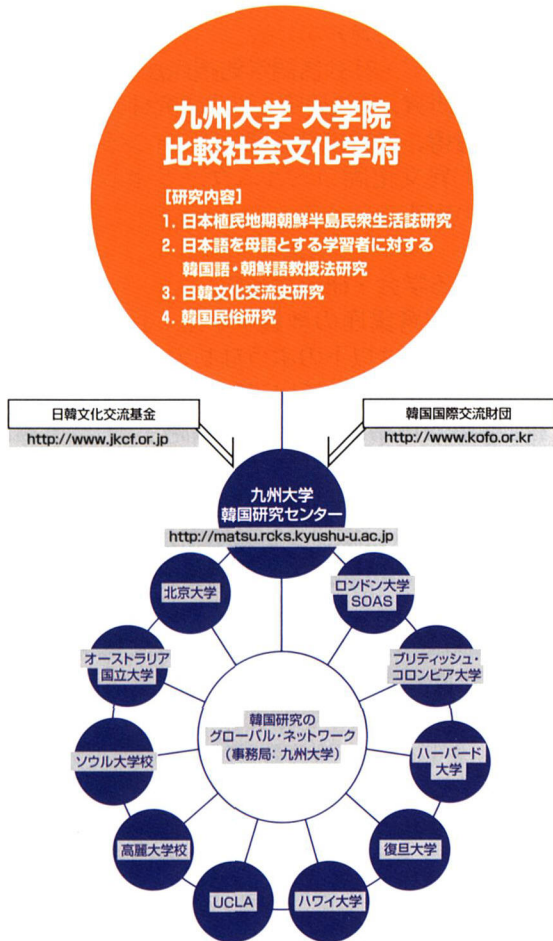 九州大学 大学院
比較社会文化学府
[研究内容]
1. 日本植民地期朝鮮半島民衆生活誌研究
2. 日本語を母語とする学習者に対する
韓国語・朝鮮語教授法研究
3. 日韓文化交流史研究
4. 韓国民俗研究
日韓文化交流基金
http://www.jkcf.or.jp
韓国国際交流財団
http://www.kofo.or.kr
九州大学
韓国研究センター
http://matsu.rcks.kyushu-u.ac.jp
北京大学
ロンドン大学
SOAS
オーストラリア
国立大学
ブリティッシュ・
コロンビア大学
韓国研究の
グローバル・ネットワーク
(事務局: 九州大学)
ソウル大学校
ハーバード
大学
高麗大学校
復旦大学
UCLA
ハワイ大学